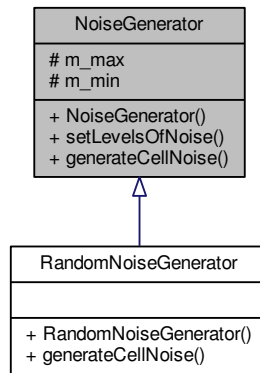 NoiseGenerator
# m_max
# m_min
+ NoiseGenerator()
+ setLevelsOfNoise()
+ generateCellNoise()
RandomNoiseGenerator
+ RandomNoiseGenerator()
+ generateCellNoise()